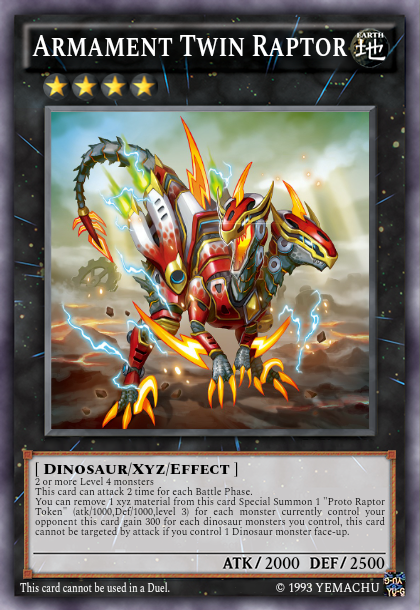 ARMAMENT TWIN RAPTOR
EARTH
地
[ DINOSAUR/XYZ/EFFECT ]
2 or more Level 4 monsters
This card can attack 2 time for each Battle Phase.
You can remove 1 xyz material from this card Special Summon 1 "Proto Raptor
Token" (atk/1000,Def/1000,level 3) for each monster currently control your
opponent this card gain 300 for each dinosaur monsters you control, this card
cannot be targeted by attack if you control 1 Dinosaur monster face-up.
ATK / 2000 DEF / 2500
This card cannot be used in a Duel.
© 1993 YEMACHU